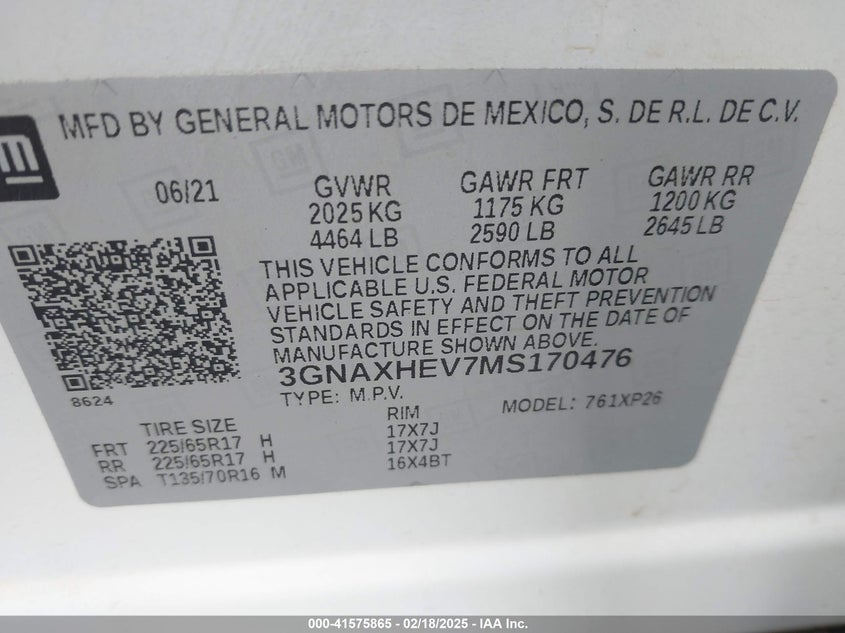 MFD BY GENERAL MOTORS DE MEXICO, S. DE R.L. DE C.V.
06/21
GVWR
2025 KG
4464 LB
GAWR FRT
1175 KG
2590 LB
GAWR RR
1200 KG
2645 LB
THIS VEHICLE CONFORMS TO ALL
APPLICABLE U.S. FEDERAL MOTOR
VEHICLE SAFETY AND THEFT PREVENTION
STANDARDS IN EFFECT ON THE DATE OF
MANUFACTURE SHOWN ABOVE.
3GNAXHEV7MS170476
8624
TYPE: M.P.V.
MODEL: 761XP26
TIRE SIZE RIM
FRT 225/65R17 H 17X7J
RR 225/65R17 H 17X7J
SPA T135/70R16 M 16X4BT
000-41575865 - 02/18/2025 - IAA Inc.